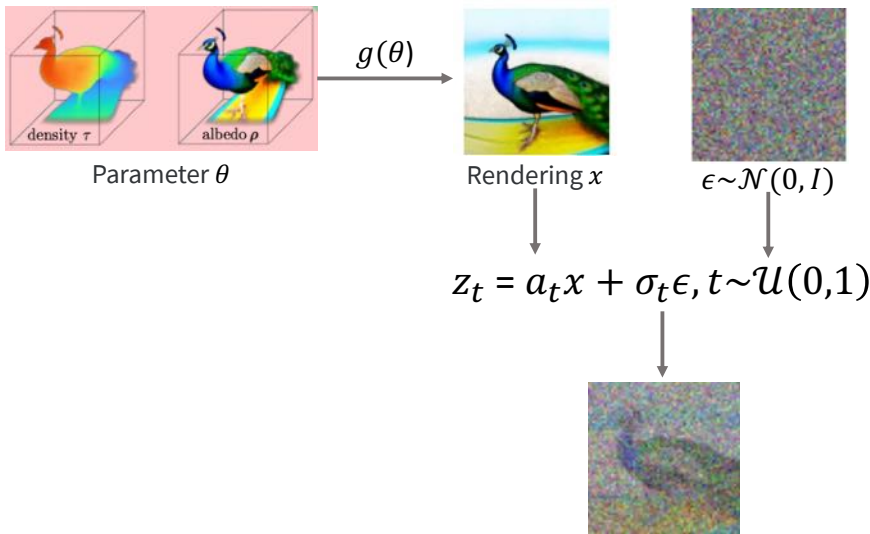 g(θ)
density τ
albedo ρ
Parameter θ
Rendering x
ϵ~𝒩(0, I)
z_t = a_t x + σ_t ϵ, t~𝒰(0,1)